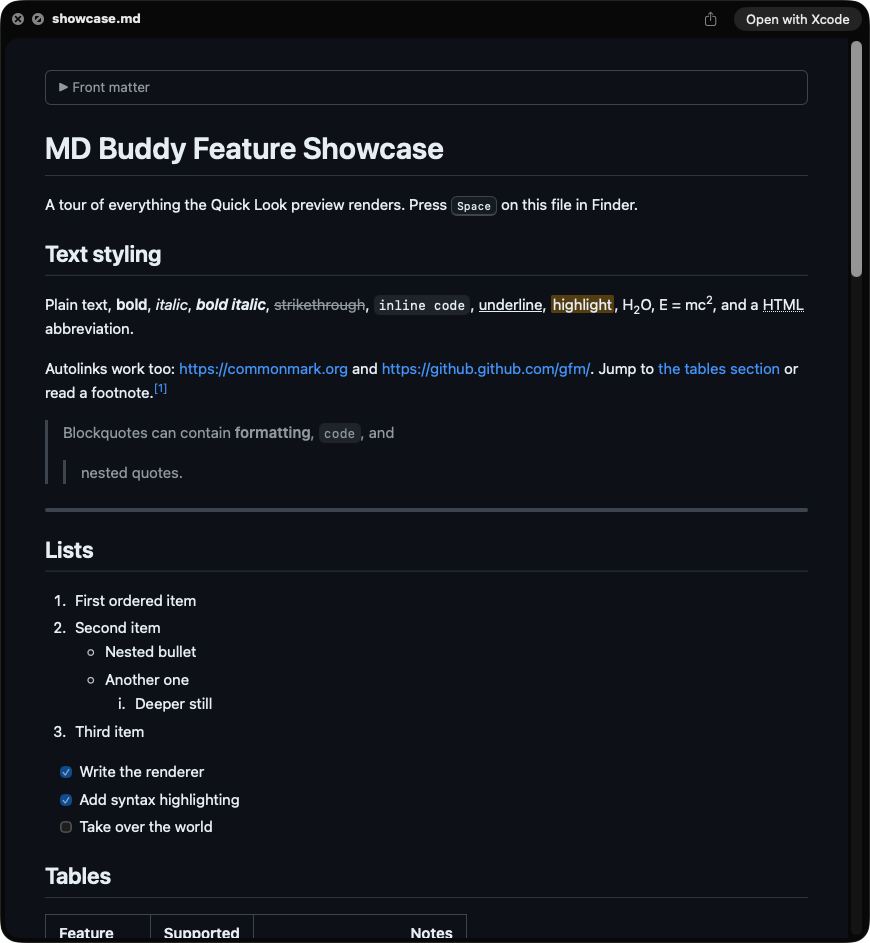 showcase.md
Open with Xcode
Front matter
MD Buddy Feature Showcase
A tour of everything the Quick Look preview renders. Press Space on this file in Finder.
Text styling
Plain text, bold, italic, bold italic, strikethrough, inline code, underline, highlight, H2O, E = mc2, and a HTML
abbreviation.
Autolinks work too: https://commonmark.org and https://github.github.com/gfm/. Jump to the tables section or
read a footnote.[1]
Blockquotes can contain formatting, code, and
nested quotes.
Lists
1. First ordered item
2. Second item
Nested bullet
Another one
i. Deeper still
3. Third item
Write the renderer
Add syntax highlighting
Take over the world
Tables
Feature Supported Notes